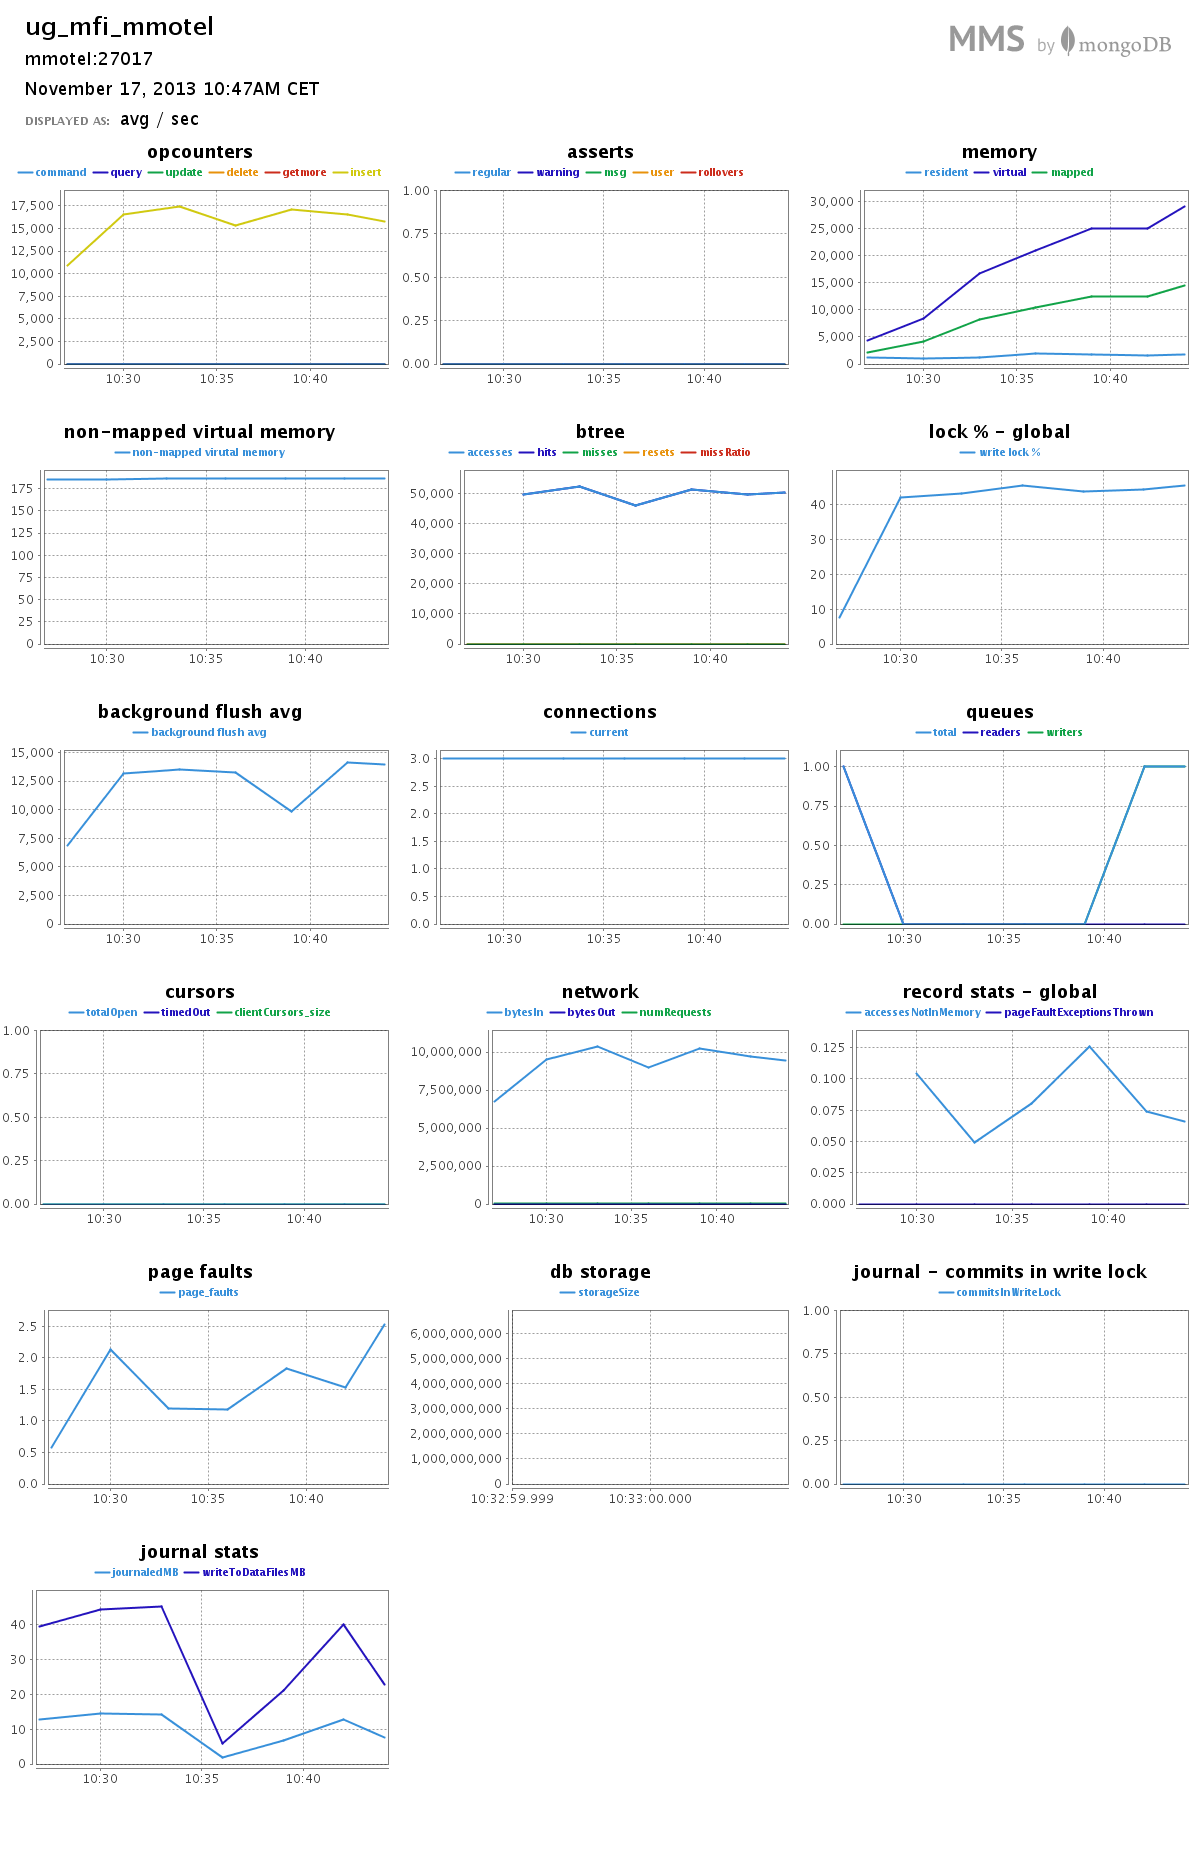 ug_mfi_mmotel
MMS by mongoDB
mmotel:27017
November 17, 2013 10:47AM CET
DISPLAYED AS: avg / sec
opcounters
command query update delete getmore insert
17,500
15,000
12,500
10,000
7,500
5,000
2,500
0
10:30 10:35 10:40
asserts
regular warning msg user rollovers
1.00
0.75
0.50
0.25
0.00
10:30 10:35 10:40
memory
resident virtual mapped
30,000
25,000
20,000
15,000
10,000
5,000
0
10:30 10:35 10:40
non-mapped virtual memory
non-mapped virutal memory
175
150
125
100
75
50
25
0
10:30 10:35 10:40
btree
accesses hits misses resets missRatio
50,000
40,000
30,000
20,000
10,000
0
10:30 10:35 10:40
lock % - global
write lock %
40
30
20
10
0
10:30 10:35 10:40
background flush avg
background flush avg
15,000
12,500
10,000
7,500
5,000
2,500
0
10:30 10:35 10:40
connections
current
3.0
2.5
2.0
1.5
1.0
0.5
0.0
10:30 10:35 10:40
queues
total readers writers
1.00
0.75
0.50
0.25
0.00
10:30 10:35 10:40
cursors
totalOpen timedOut clientCursors_size
1.00
0.75
0.50
0.25
0.00
10:30 10:35 10:40
network
bytesIn bytesOut numRequests
10,000,000
7,500,000
5,000,000
2,500,000
0
10:30 10:35 10:40
record stats - global
accessesNotInMemory pageFaultExceptionsThrown
0.125
0.100
0.075
0.050
0.025
0.000
10:30 10:35 10:40
page faults
page_faults
2.5
2.0
1.5
1.0
0.5
0.0
10:30 10:35 10:40
db storage
storageSize
6,000,000,000
5,000,000,000
4,000,000,000
3,000,000,000
2,000,000,000
1,000,000,000
0
10:32:59.999 10:33:00.000
journal - commits in write lock
commitsInWriteLock
1.00
0.75
0.50
0.25
0.00
10:30 10:35 10:40
journal stats
journaledMB writeToDataFilesMB
40
30
20
10
0
10:30 10:35 10:40